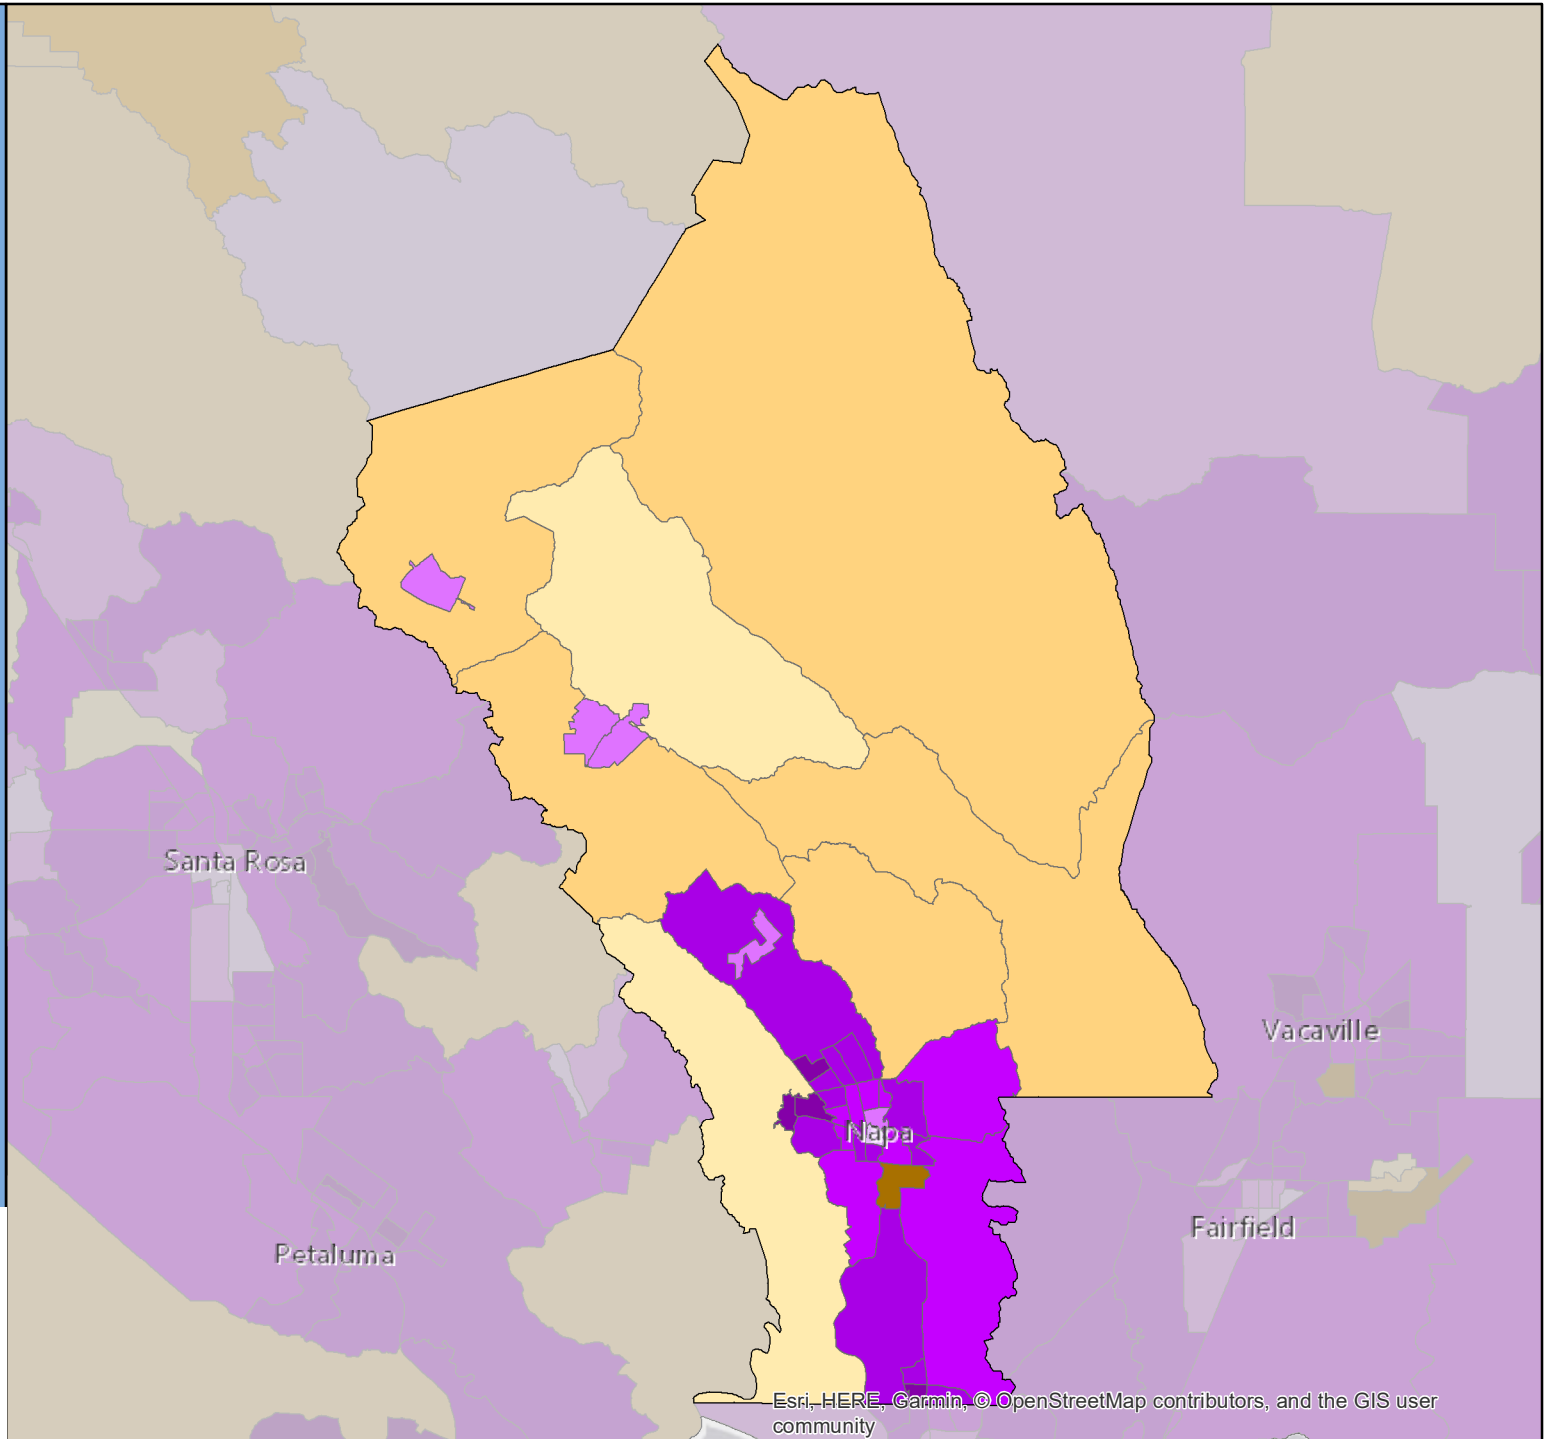 Santa Rosa
Vacaville
Napa
Fairfield
Petaluma
Esri, HERE, Garmin, © OpenStreetMap contributors, and the GIS user
community